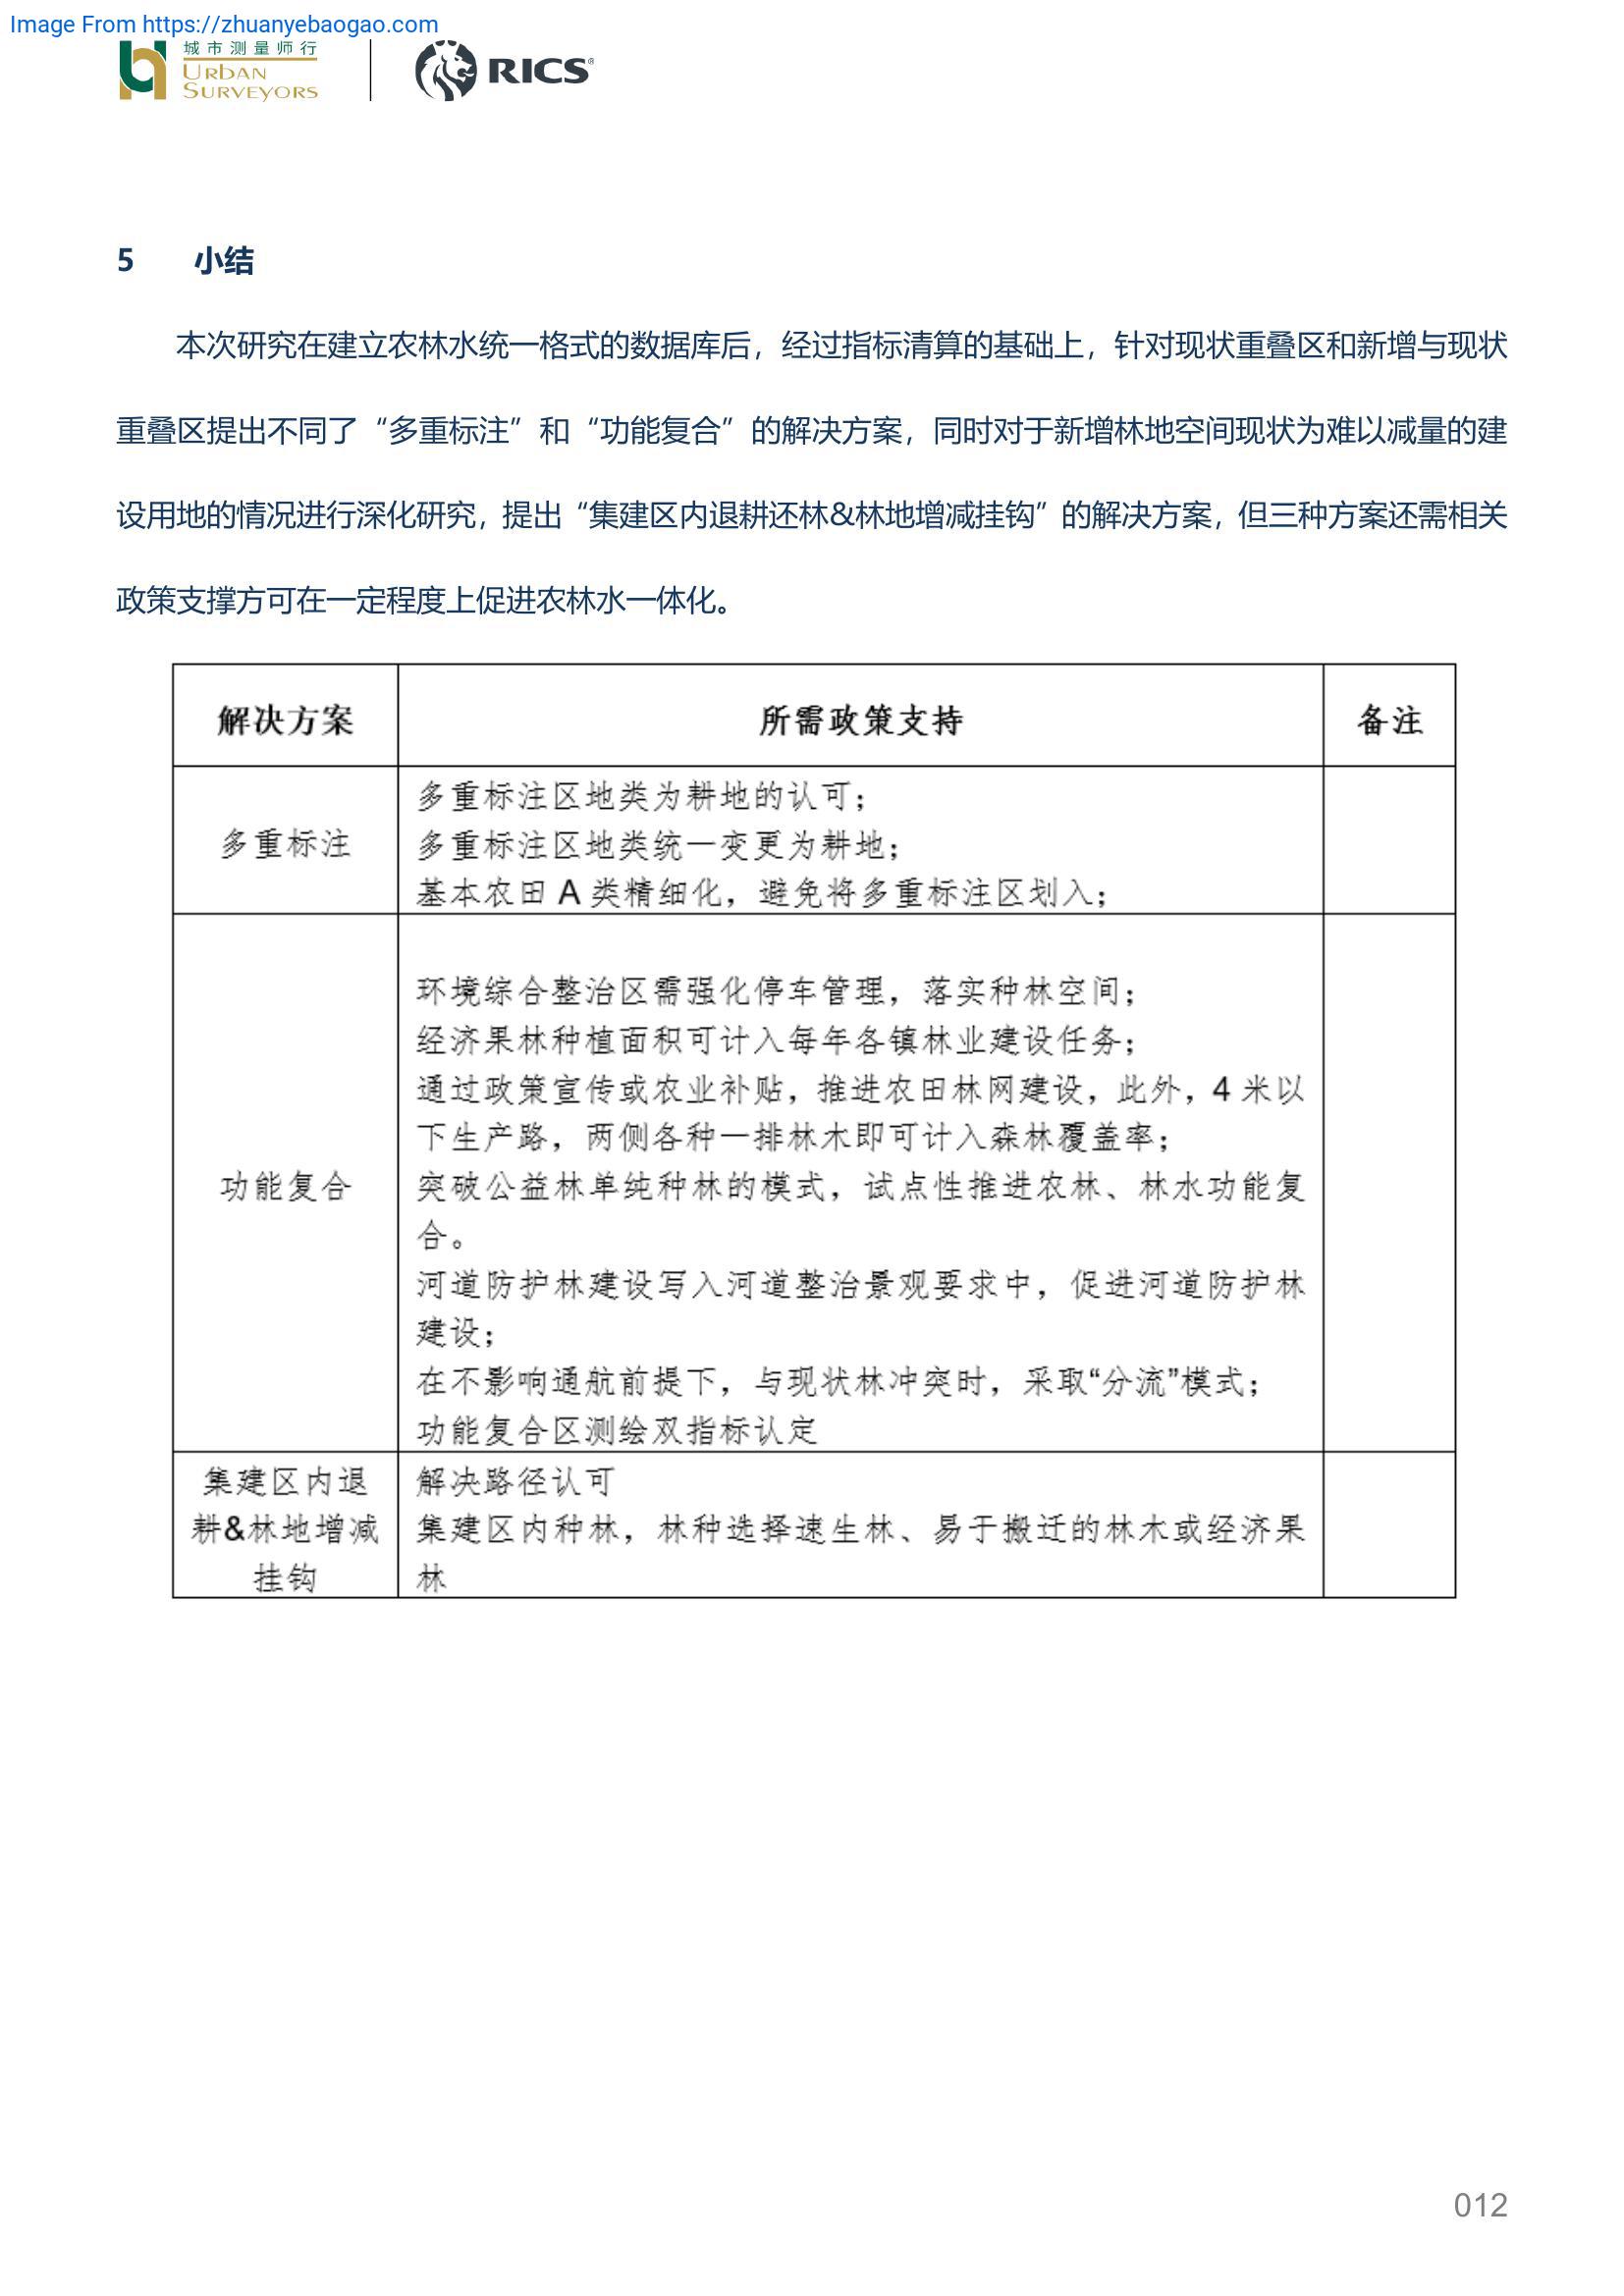 Image From https://zhuanyebaogao.com
城市测量师行
URBAN
SURVEYORS
RICS®
5 小结
本次研究在建立农林水统一格式的数据库后，经过指标清算的基础上，针对现状重叠区和新增与现状
重叠区提出不同了“多重标注”和“功能复合”的解决方案，同时对于新增林地空间现状为难以减量的建
设用地的情况进行深化研究，提出“集建区内退耕还林&林地增减挂钩”的解决方案，但三种方案还需相关
政策支撑方可在一定程度上促进农林水一体化。
解决方案 所需政策支持 备注
多重标注
多重标注区地类为耕地的认可；
多重标注区地类统一变更为耕地；
基本农田 A 类精细化，避免将多重标注区划入；
功能复合
环境综合整治区需强化停车管理，落实种林空间；
经济果林种植面积可计入每年各镇林业建设任务；
通过政策宣传或农业补贴，推进农田林网建设，此外，4 米以
下生产路，两侧各种一排林木即可计入森林覆盖率；
突破公益林单纯种林的模式，试点性推进农林、林水功能复
合。
河道防护林建设写入河道整治景观要求中，促进河道防护林
建设；
在不影响通航前提下，与现状林冲突时，采取“分流”模式；
功能复合区测绘双指标认定
集建区内退
耕&林地增减
挂钩
解决路径认可
集建区内种林，林种选择速生林、易于搬迁的林木或经济果
林
012